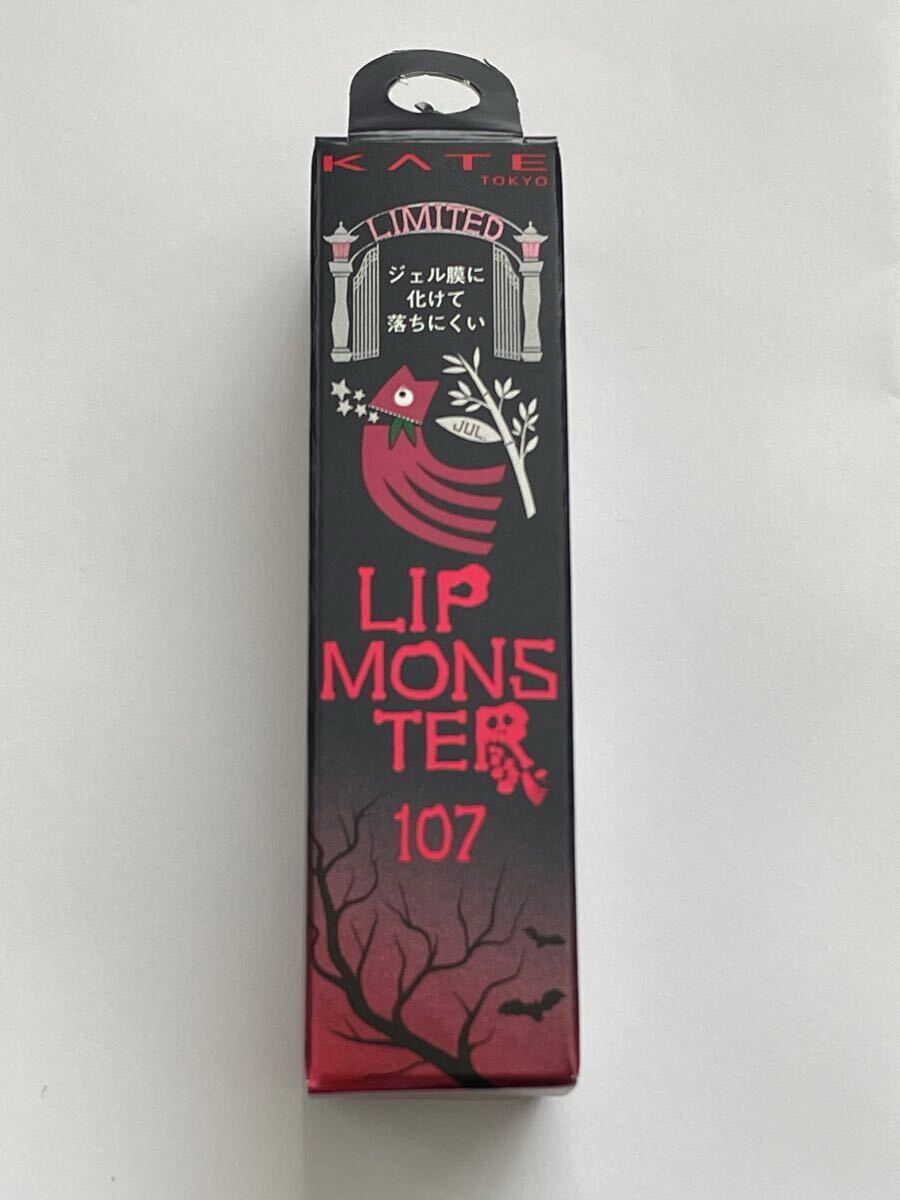 KATE
TOKYO
LIMITED
ジェル膜に
化けて
落ちにくい
JUL.
LIP
MONS
TER
107